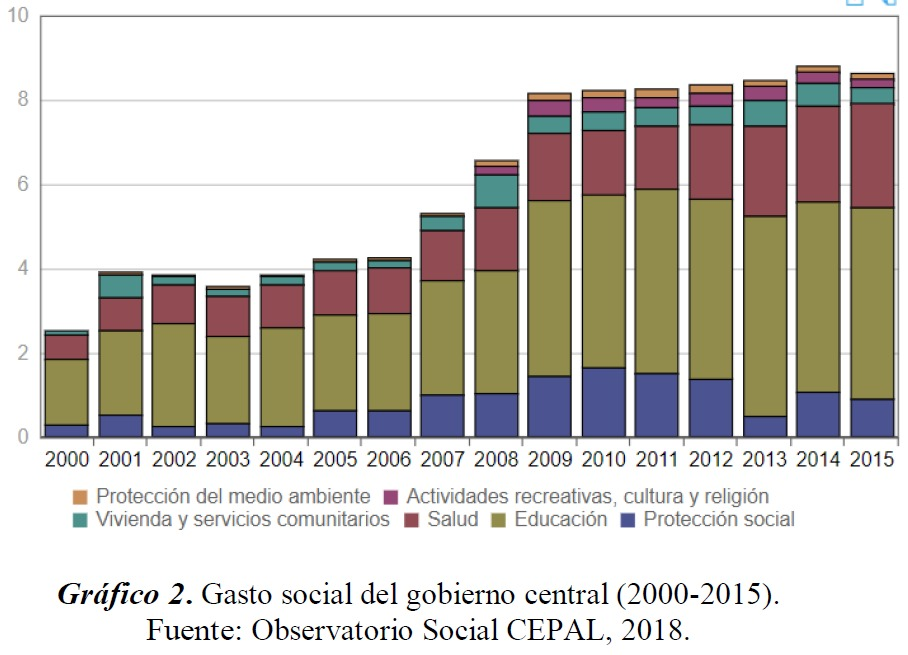 10
8
6
4
2
0
2000 2001 2002 2003 2004 2005 2006 2007 2008 2009 2010 2011 2012 2013 2014 2015
Protección del medio ambiente Actividades recreativas, cultura y religión
Vivienda y servicios comunitarios Salud Educación Protección social
Gráfico 2. Gasto social del gobierno central (2000-2015).
Fuente: Observatorio Social CEPAL, 2018.